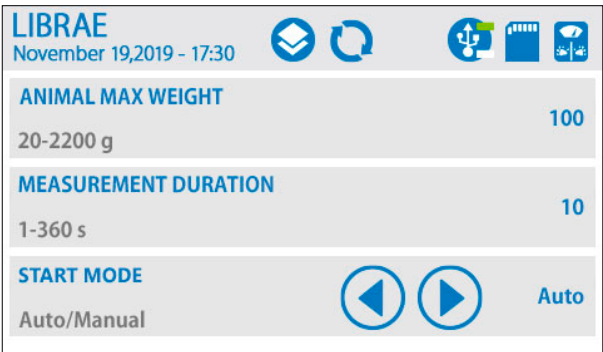 LIBRAE
November 19,2019 - 17:30
ANIMAL MAX WEIGHT
100
20-2200 g
MEASUREMENT DURATION
10
1-360 s
START MODE
Auto
Auto/Manual